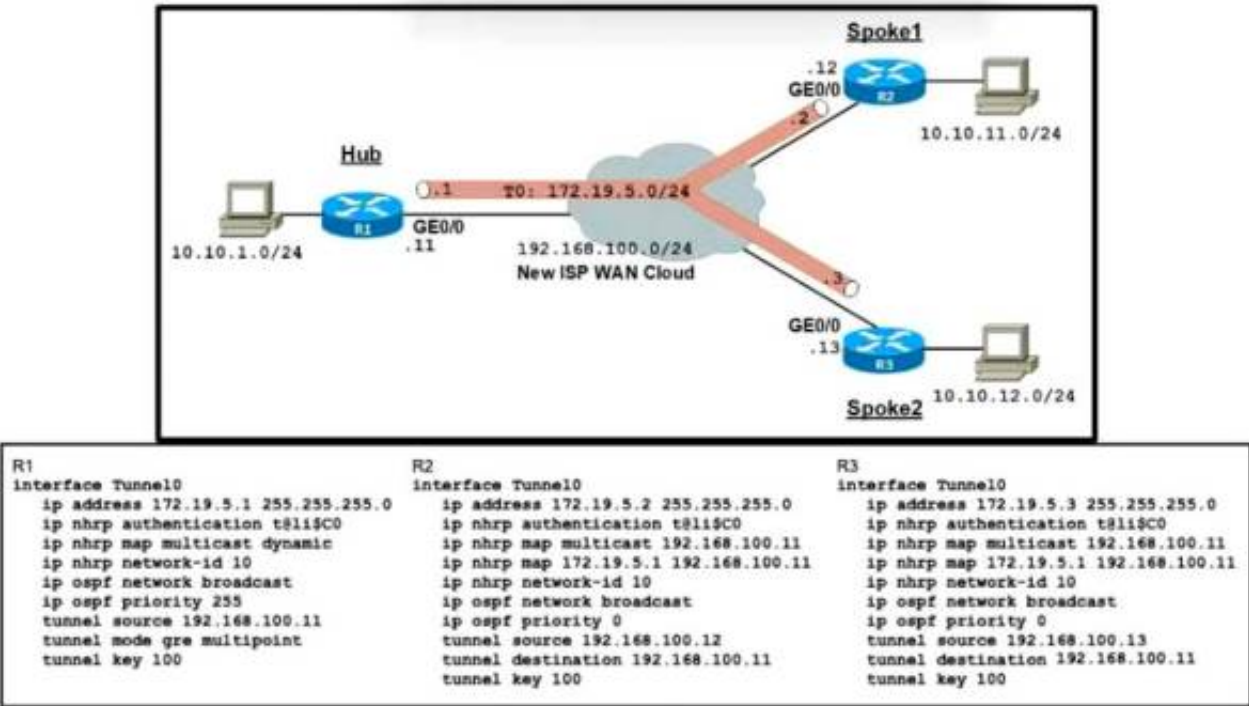 Spoke1
.12
GE0/0
R2
.2
10.10.11.0/24
Hub
.1
T0: 172.19.5.0/24
R1
GE0/0
.11
10.10.1.0/24
192.168.100.0/24
New ISP WAN Cloud
.3
GE0/0
.13
R3
10.10.12.0/24
Spoke2
R1
interface Tunnel0
ip address 172.19.5.1 255.255.255.0
ip nhrp authentication t@li$C0
ip nhrp map multicast dynamic
ip nhrp network-id 10
ip ospf network broadcast
ip ospf priority 255
tunnel source 192.168.100.11
tunnel mode gre multipoint
tunnel key 100
R2
interface Tunnel0
ip address 172.19.5.2 255.255.255.0
ip nhrp authentication t@li$C0
ip nhrp map multicast 192.168.100.11
ip nhrp map 172.19.5.1 192.168.100.11
ip nhrp network-id 10
ip ospf network broadcast
ip ospf priority 0
tunnel source 192.168.100.12
tunnel destination 192.168.100.11
tunnel key 100
R3
interface Tunnel0
ip address 172.19.5.3 255.255.255.0
ip nhrp authentication t@li$C0
ip nhrp map multicast 192.168.100.11
ip nhrp map 172.19.5.1 192.168.100.11
ip nhrp network-id 10
ip ospf network broadcast
ip ospf priority 0
tunnel source 192.168.100.13
tunnel destination 192.168.100.11
tunnel key 100